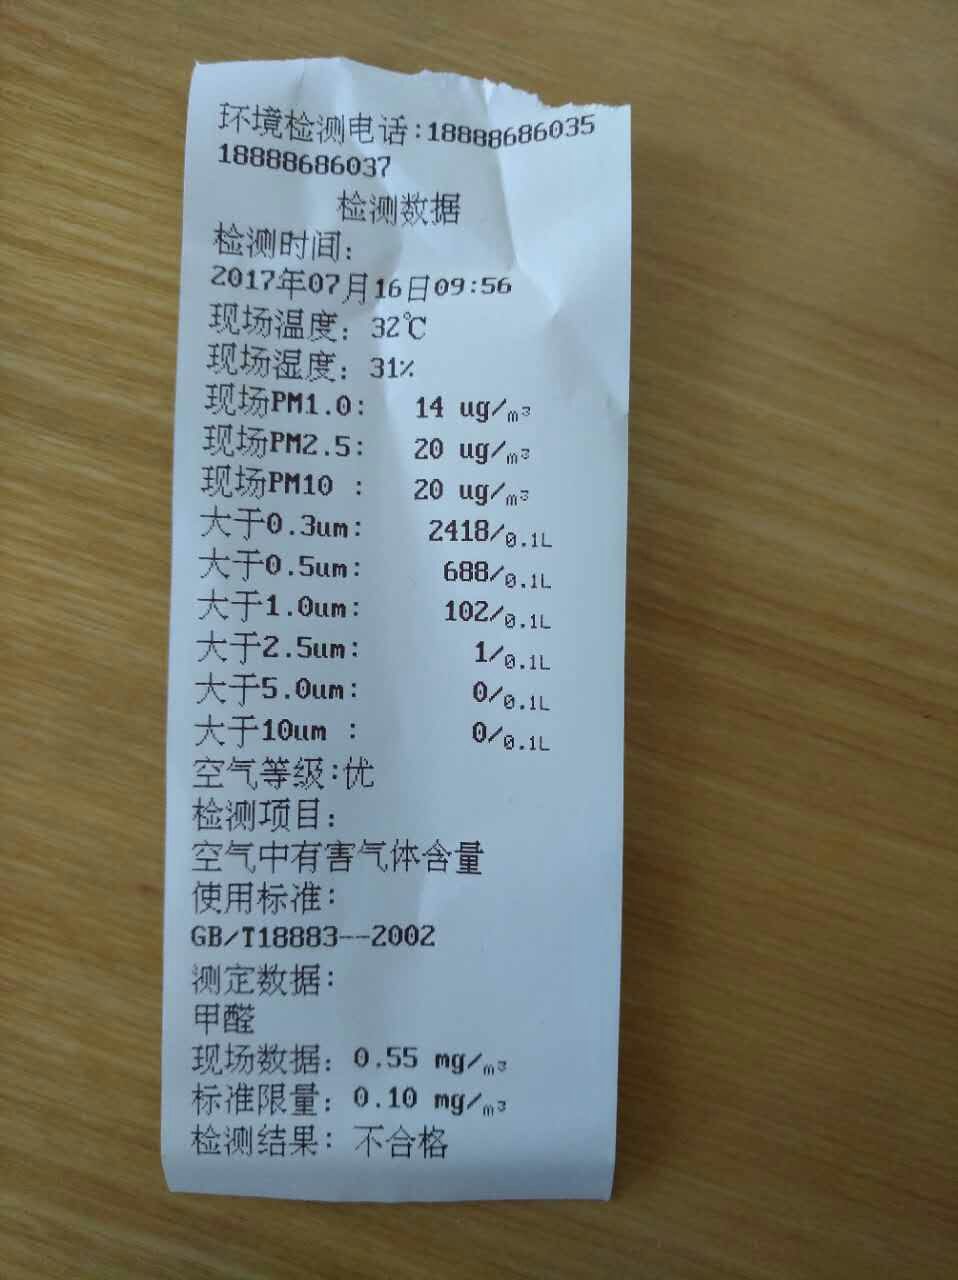 环境检测电话:18888686035
18888686037
检测数据
检测时间:
2017年07月16日09:56
现场温度: 32℃
现场湿度: 31%
现场PM1.0: 14 ug/m³
现场PM2.5: 20 ug/m³
现场PM10 : 20 ug/m³
大于0.3um: 2418/0.1L
大于0.5um: 688/0.1L
大于1.0um: 102/0.1L
大于2.5um: 1/0.1L
大于5.0um: 0/0.1L
大于10um : 0/0.1L
空气等级:优
检测项目:
空气中有害气体含量
使用标准:
GB/T18883--2002
测定数据:
甲醛
现场数据: 0.55 mg/m³
标准限量: 0.10 mg/m³
检测结果: 不合格